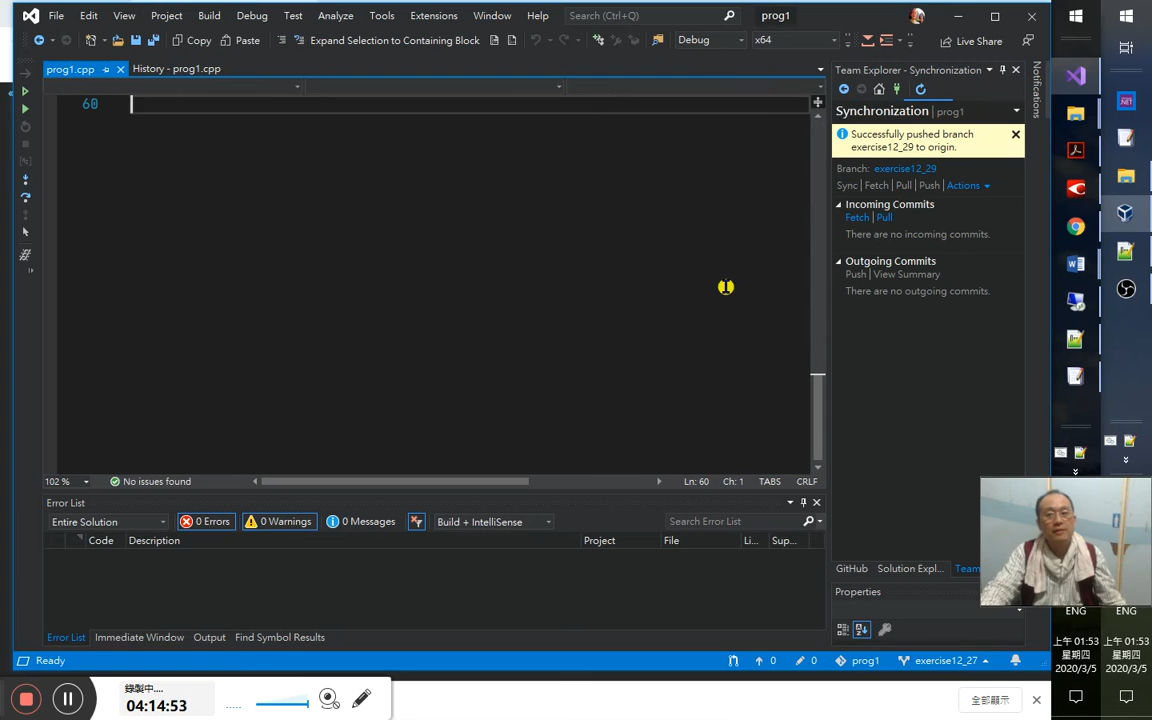 File Edit View Project Build Debug Test Analyze Tools Extensions Window Help Search (Ctrl+Q) prog1
Copy Paste Expand Selection to Containing Block Debug x64 Live Share
prog1.cpp History - prog1.cpp
60
Team Explorer - Synchronization
Synchronization prog1
Successfully pushed branch
exercise12_29 to origin.
Branch: exercise12_29
Sync Fetch Pull Push Actions
Incoming Commits
Fetch Pull
There are no incoming commits.
Outgoing Commits
Push View Summary
There are no outgoing commits.
Notifications
.NET
102 % No issues found Ln: 60 Ch: 1 TABS CRLF
Error List
Entire Solution 0 Errors 0 Warnings 0 Messages Build + IntelliSense Search Error List
Code Description Project File Li... Sup...
GitHub Solution Expl... Team
Properties
Error List Immediate Window Output Find Symbol Results
Ready 0 0 prog1 exercise12_27
錄製中....
04:14:53
全部顯示
ENG ENG
上午 01:53 上午 01:53
星期四 星期四
2020/3/5 2020/3/5